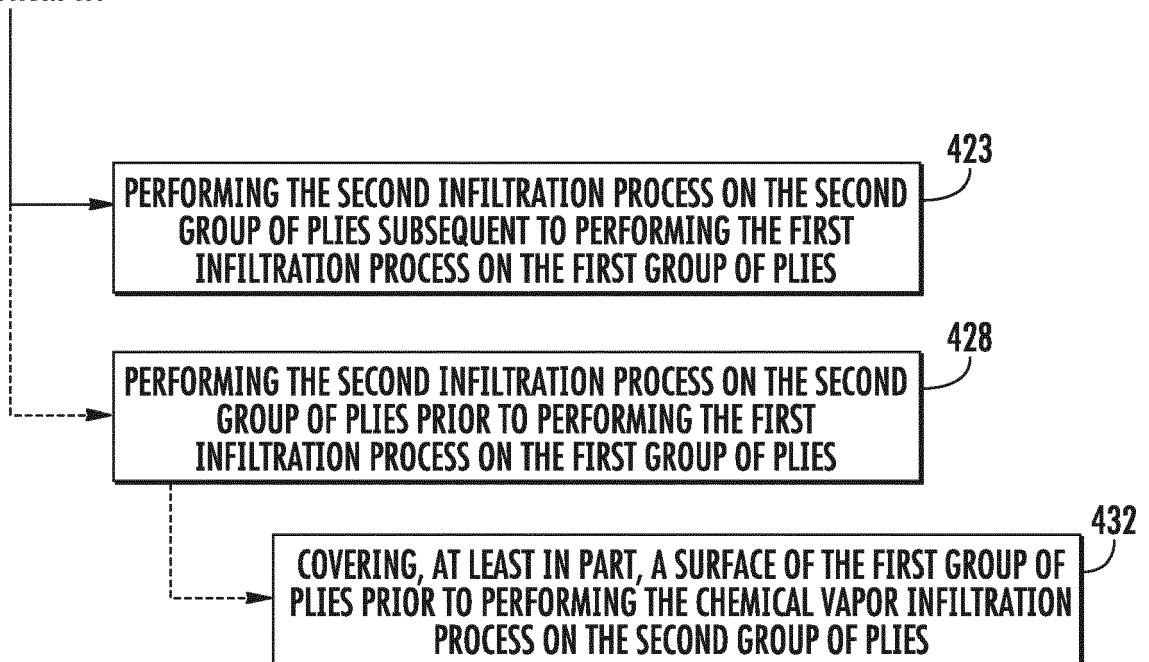 423
PERFORMING THE SECOND INFILTRATION PROCESS ON THE SECOND
GROUP OF PLIES SUBSEQUENT TO PERFORMING THE FIRST
INFILTRATION PROCESS ON THE FIRST GROUP OF PLIES
428
PERFORMING THE SECOND INFILTRATION PROCESS ON THE SECOND
GROUP OF PLIES PRIOR TO PERFORMING THE FIRST
INFILTRATION PROCESS ON THE FIRST GROUP OF PLIES
432
COVERING, AT LEAST IN PART, A SURFACE OF THE FIRST GROUP OF
PLIES PRIOR TO PERFORMING THE CHEMICAL VAPOR INFILTRATION
PROCESS ON THE SECOND GROUP OF PLIES